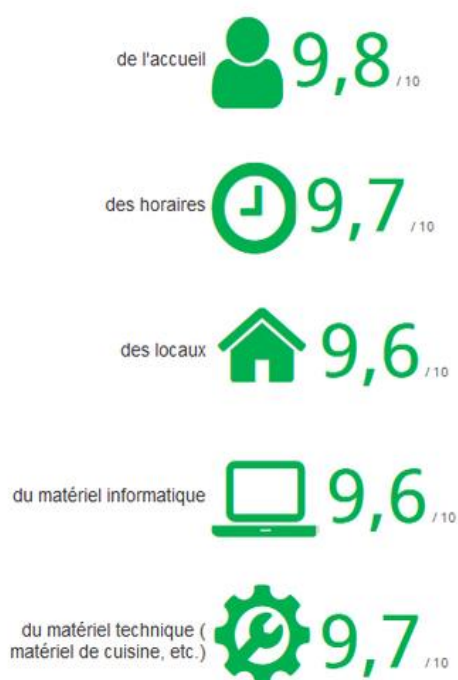 de l'accueil 9,8 / 10
des horaires 9,7 / 10
des locaux 9,6 / 10
du matériel informatique 9,6 / 10
du matériel technique (
matériel de cuisine, etc.) 9,7 / 10